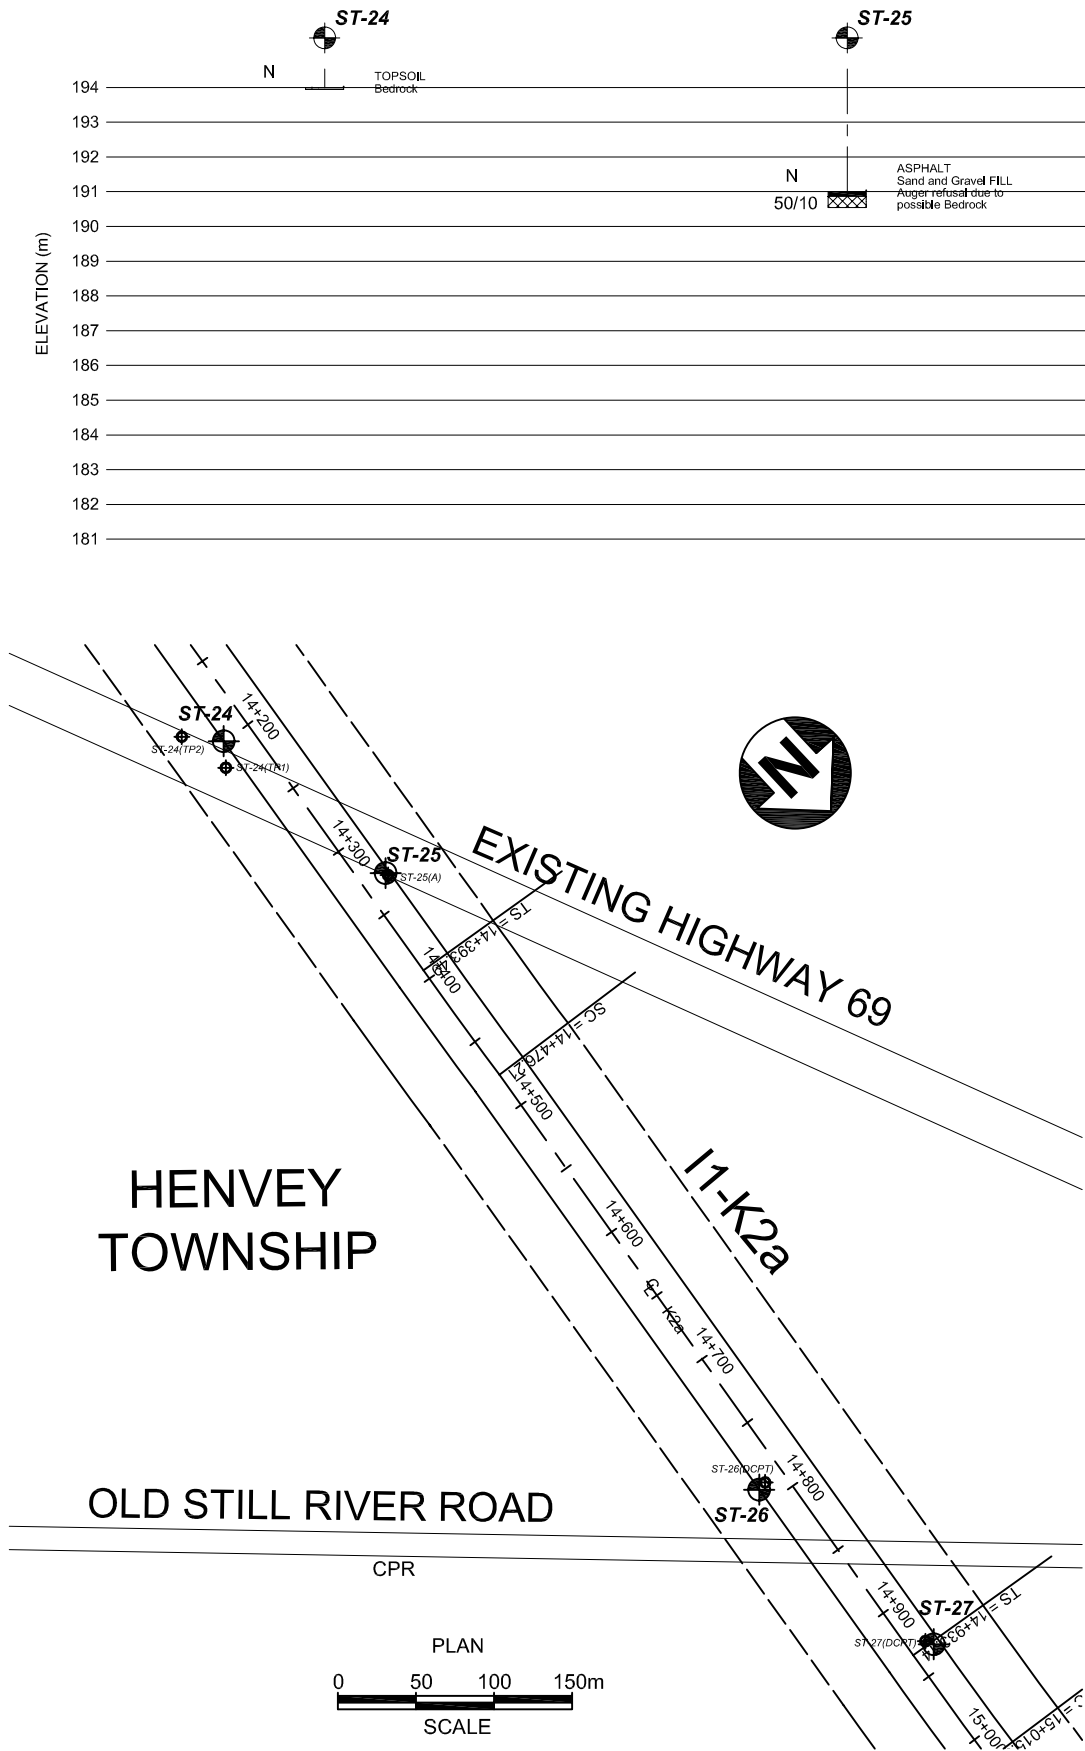 ST-24
ST-25
N
TOPSOIL
Bedrock
194
193
192
191
190
189
188
187
186
185
184
183
182
181
ELEVATION (m)
N
50/10
ASPHALT
Sand and Gravel FILL
Auger refusal due to
possible Bedrock
ST-24
ST-24(TP2)
ST-24(TP1)
14+200
14+300
ST-25
ST-25(A)
N
EXISTING HIGHWAY 69
TS = 14+393
14+400
SC = 14+476
14+500
HENVEY
TOWNSHIP
I1-K2a
14+600
K2a
14+700
ST-26(DCPT)
14+800
ST-26
OLD STILL RIVER ROAD
CPR
14+900
ST-27
TS = 14+933
ST-27(DCPT)
15+000
= 15+015
PLAN
0 50 100 150m
SCALE